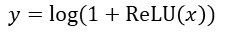 y = log(1 + ReLU(x))